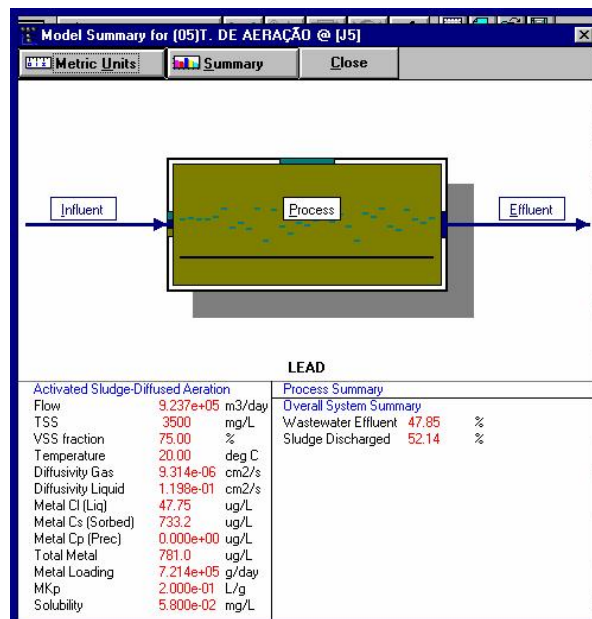 Model Summary for (05)T. DE AERAÇÃO @ [J5]
Metric Units Summary Close
Influent Process Effluent
LEAD
Activated Sludge-Diffused Aeration
Flow 9.237e+05 m3/day
TSS 3500 mg/L
VSS fraction 75.00 %
Temperature 20.00 deg C
Diffusivity Gas 9.314e-06 cm2/s
Diffusivity Liquid 1.198e-01 cm2/s
Metal Cl (Liq) 47.75 ug/L
Metal Cs (Sorbed) 733.2 ug/L
Metal Cp (Prec) 0.000e+00 ug/L
Total Metal 781.0 ug/L
Metal Loading 7.214e+05 g/day
MKp 2.000e-01 L/g
Solubility 5.800e-02 mg/L
Process Summary
Overall System Summary
Wastewater Effluent 47.85 %
Sludge Discharged 52.14 %